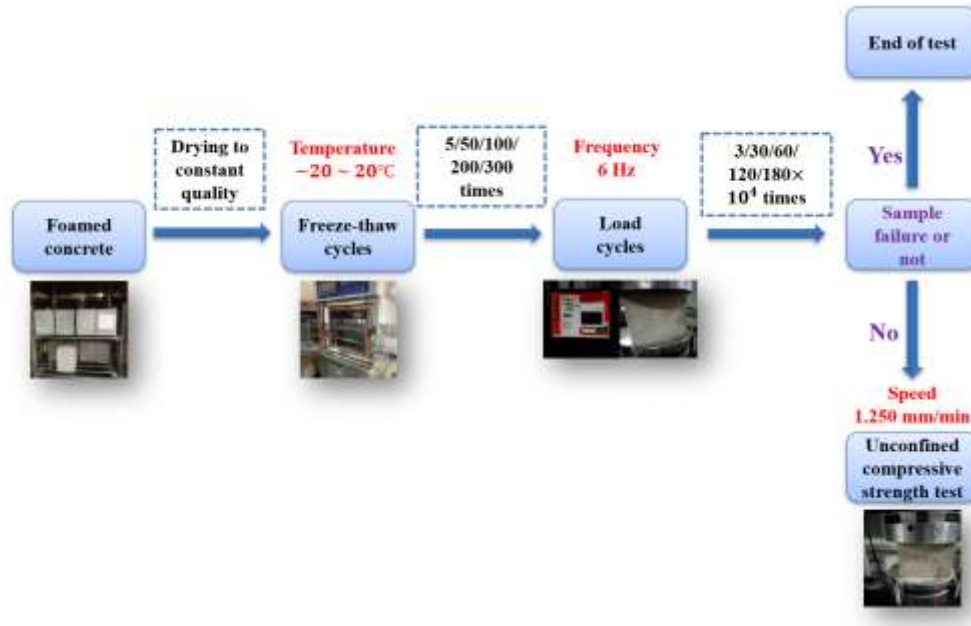 End of test
Drying to
constant
quality
Temperature
−20 ~ 20°C
5/50/100/
200/300
times
Frequency
6 Hz
3/30/60/
120/180×
10⁴ times
Yes
Foamed
concrete
Freeze-thaw
cycles
Load
cycles
Sample
failure or
not
No
Speed
1.250 mm/min
Unconfined
compressive
strength test